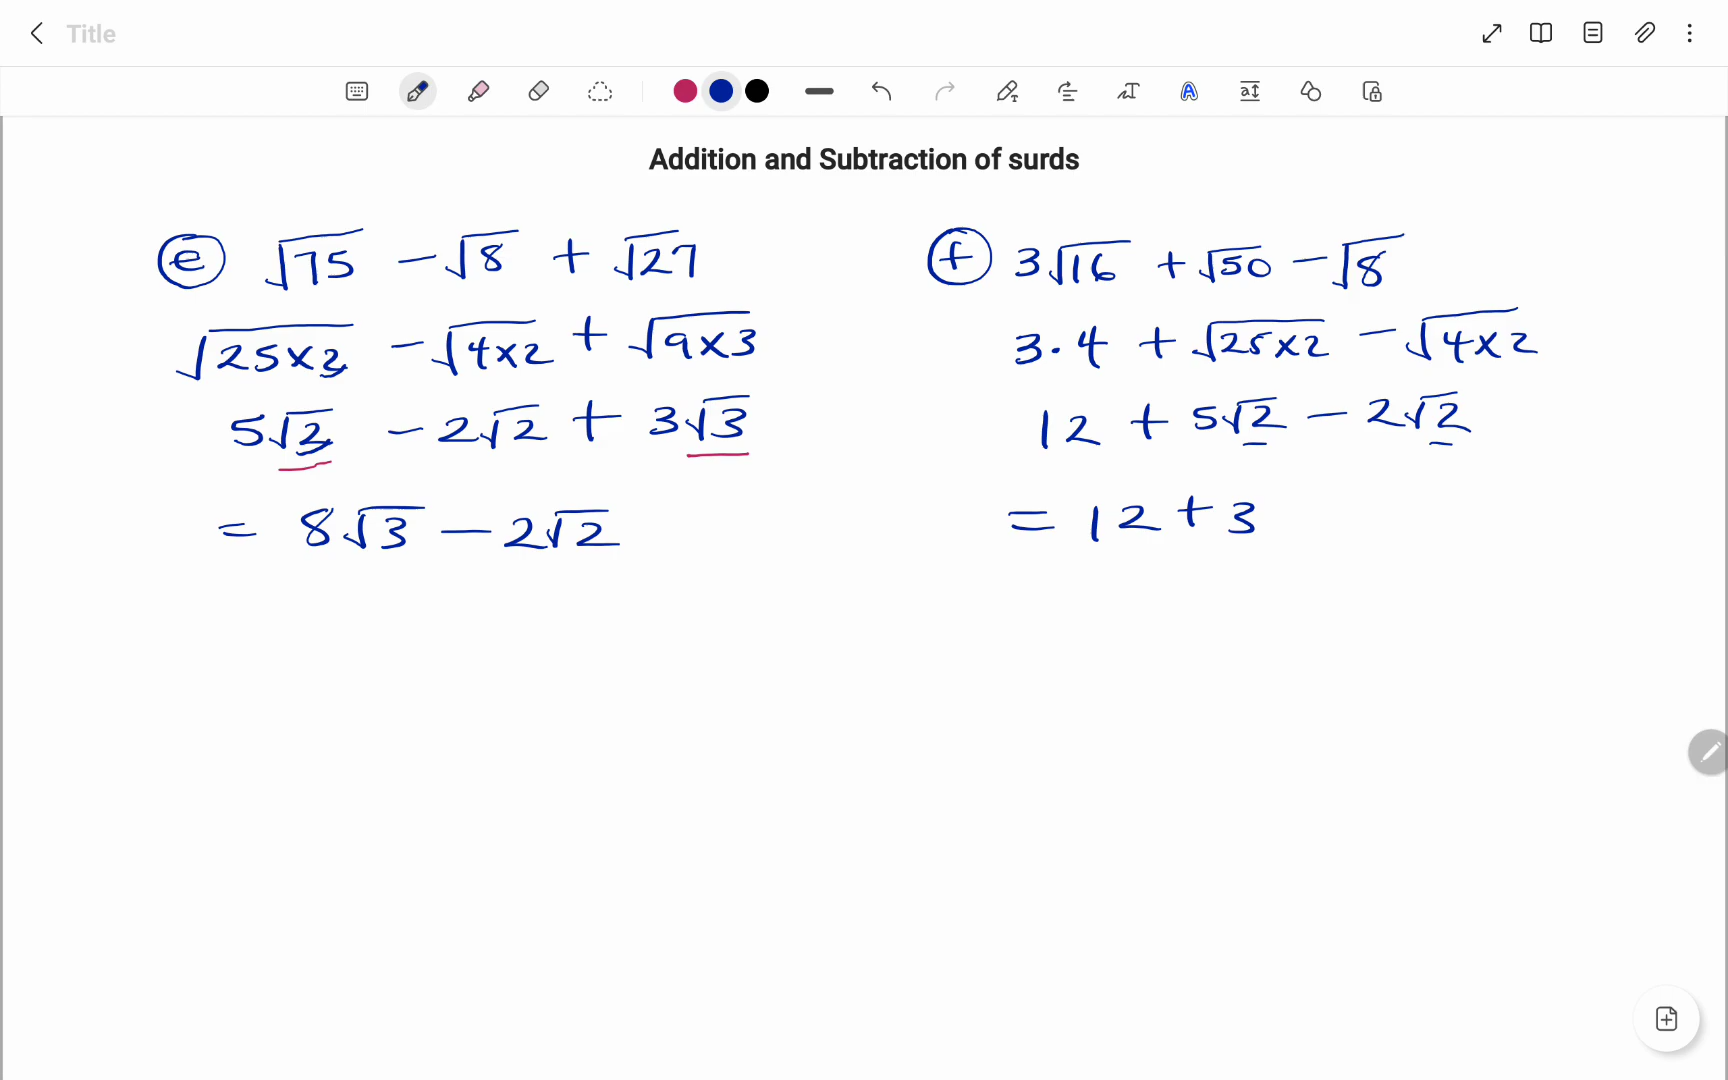 Title
Addition and Subtraction of surds
ⓔ √75 − √8 + √27
√25×2 − √4×2 + √9×3
5√2 − 2√2 + 3√3
= 8√3 − 2√2
ⓕ 3√16 + √50 − √8
3·4 + √25×2 − √4×2
12 + 5√2 − 2√2
= 12 + 3